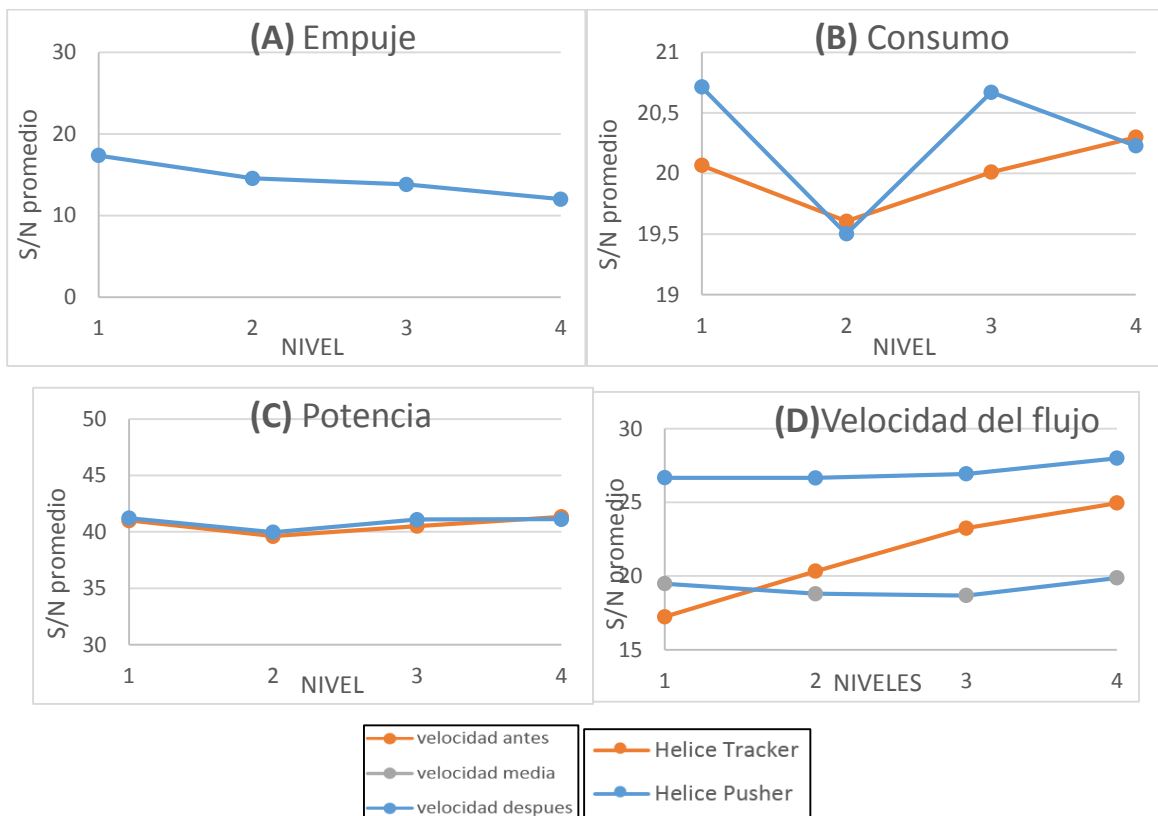 (A) Empuje
30
20
10
0
S/N promedio
1 2 3 4
NIVEL
(B) Consumo
21
20,5
20
19,5
19
S/N promedio
1 2 3 4
NIVEL
(C) Potencia
50
45
40
35
30
S/N promedio
1 2 3 4
NIVEL
(D)Velocidad del flujo
30
25
20
15
S/N promedio
1 2 3 4
NIVELES
velocidad antes
velocidad media
velocidad despues
Helice Tracker
Helice Pusher